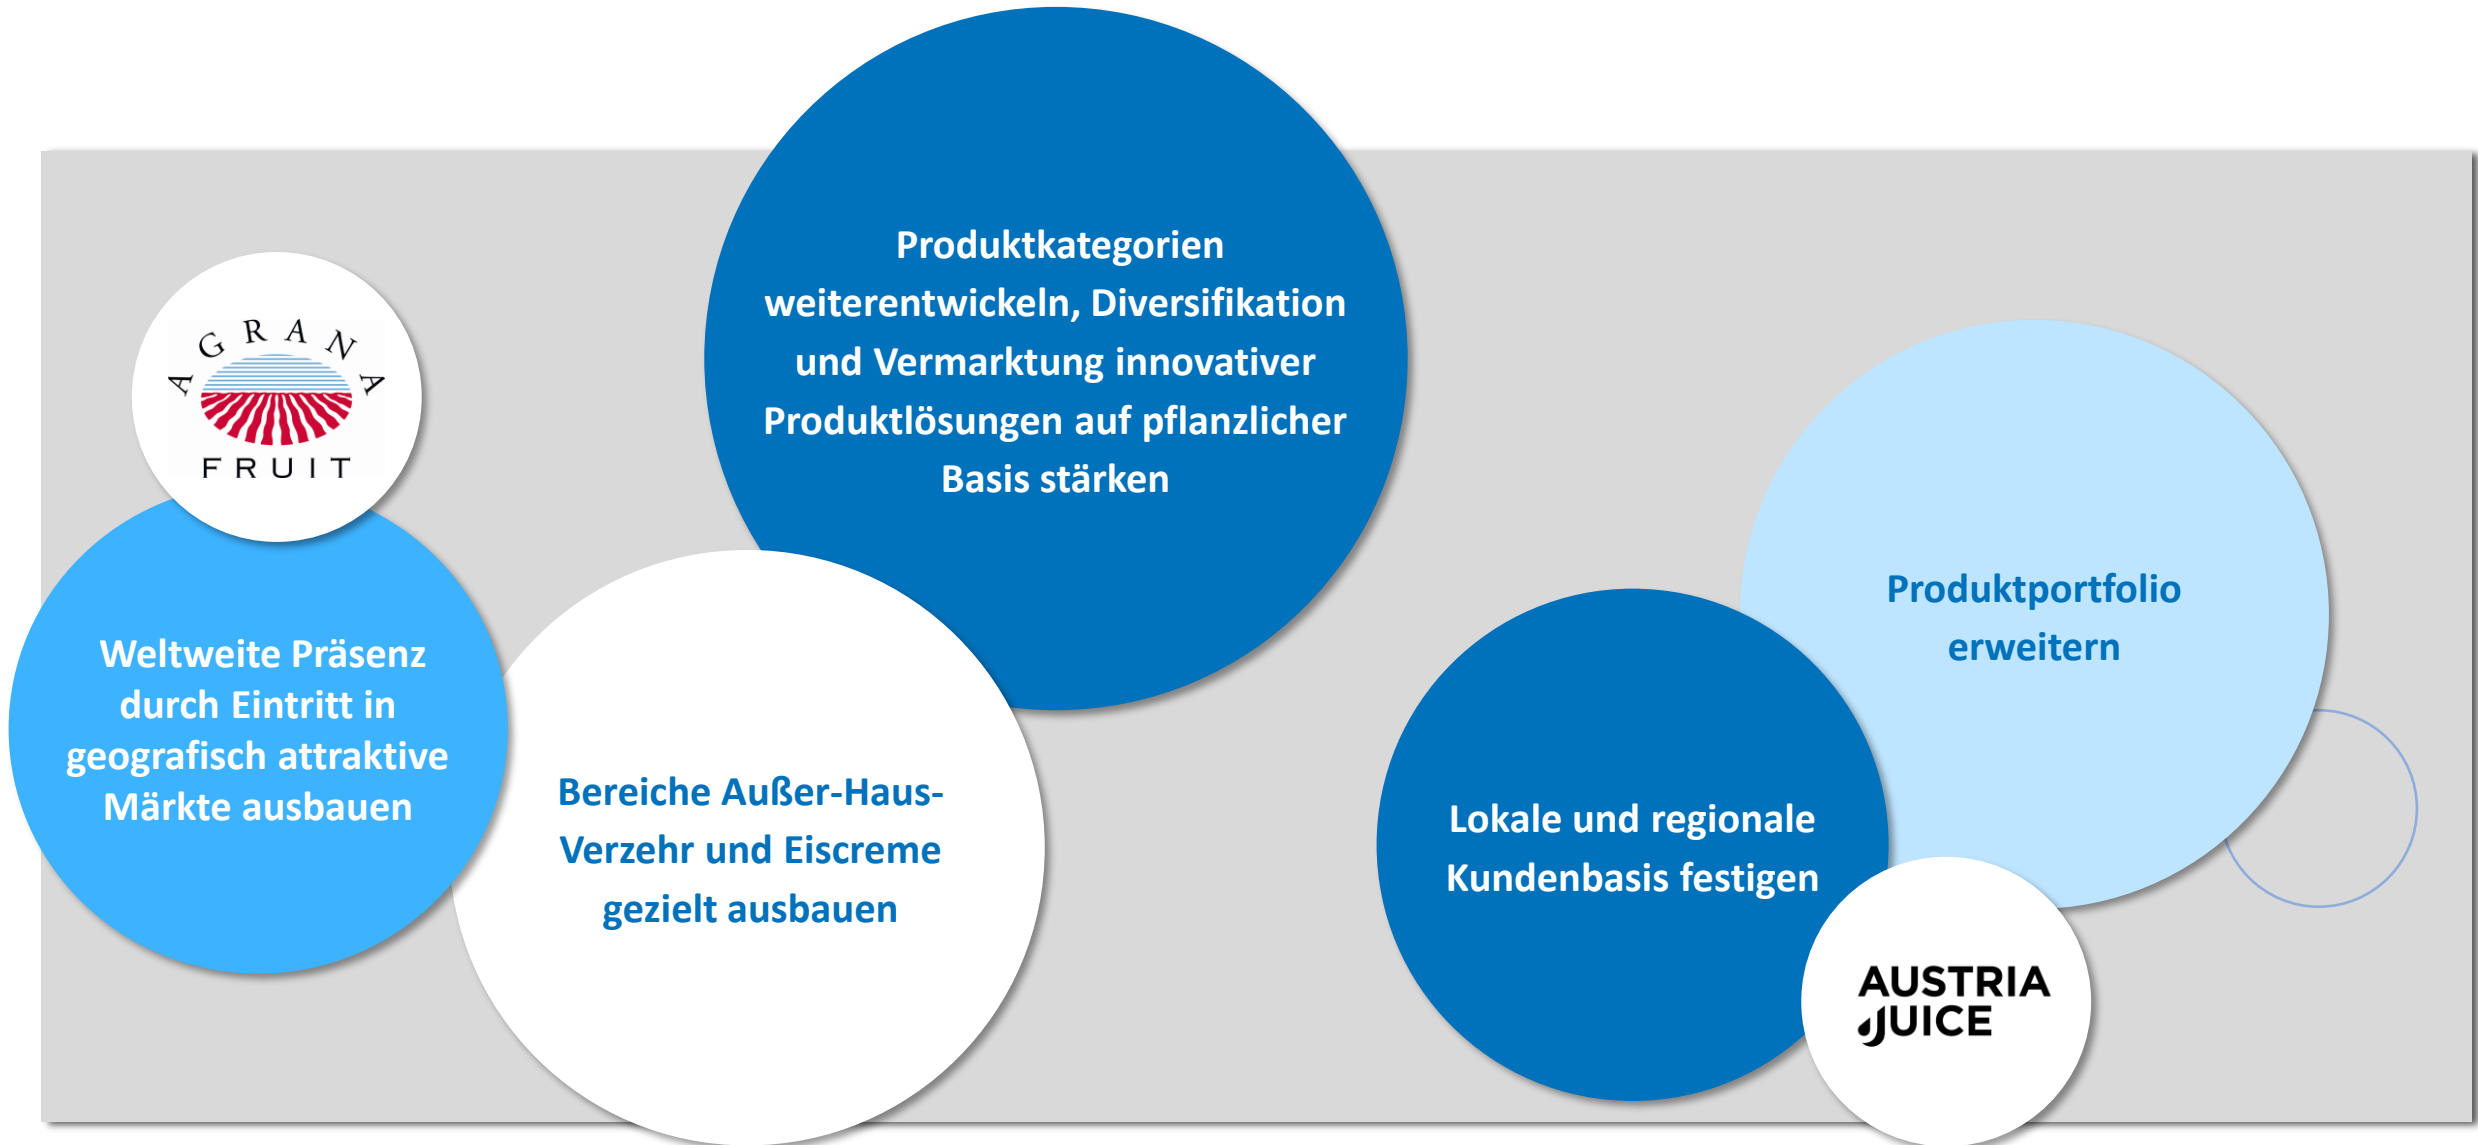 AGRANA
FRUIT
Weltweite Präsenz
durch Eintritt in
geografisch attraktive
Märkte ausbauen
Bereiche Außer-Haus-
Verzehr und Eiscreme
gezielt ausbauen
Produktkategorien
weiterentwickeln, Diversifikation
und Vermarktung innovativer
Produktlösungen auf pflanzlicher
Basis stärken
Lokale und regionale
Kundenbasis festigen
Produktportfolio
erweitern
AUSTRIA
JUICE